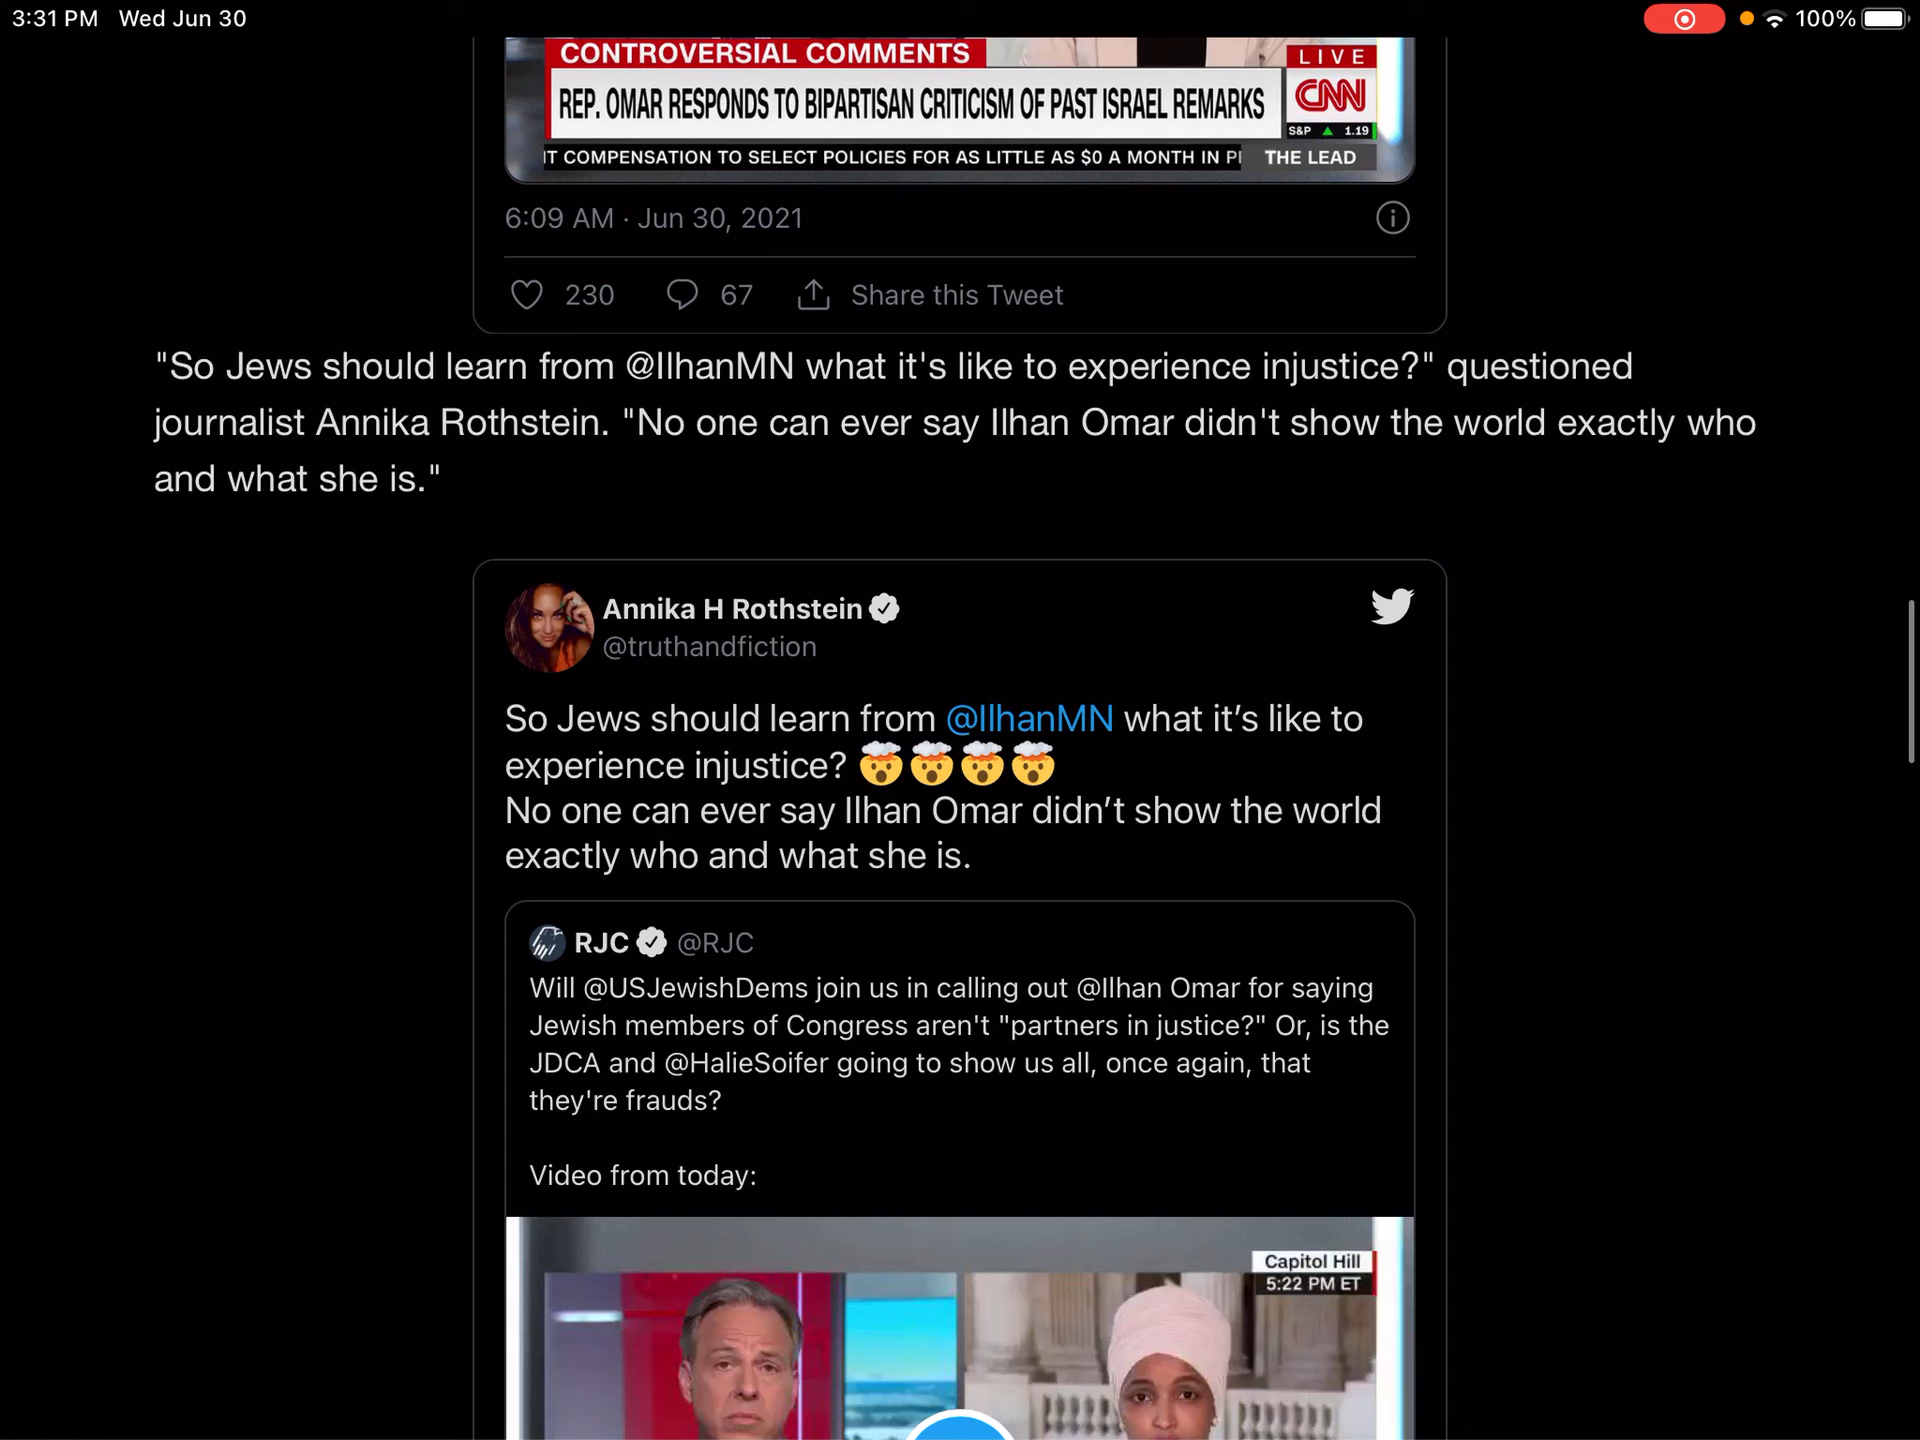 3:31 PM Wed Jun 30
100%
CONTROVERSIAL COMMENTS
LIVE
REP. OMAR RESPONDS TO BIPARTISAN CRITICISM OF PAST ISRAEL REMARKS
CNN
S&P ▲ 1.19
COMPENSATION TO SELECT POLICIES FOR AS LITTLE AS $0 A MONTH IN
THE LEAD
6:09 AM · Jun 30, 2021
230 67 Share this Tweet
"So Jews should learn from @IlhanMN what it's like to experience injustice?" questioned
journalist Annika Rothstein. "No one can ever say Ilhan Omar didn't show the world exactly who
and what she is."
Annika H Rothstein
@truthandfiction
So Jews should learn from @IlhanMN what it’s like to
experience injustice? 🤯🤯🤯🤯
No one can ever say Ilhan Omar didn’t show the world
exactly who and what she is.
RJC @RJC
Will @USJewishDems join us in calling out @Ilhan Omar for saying
Jewish members of Congress aren't "partners in justice?" Or, is the
JDCA and @HalieSoifer going to show us all, once again, that
they're frauds?
Video from today:
Capitol Hill
5:22 PM ET